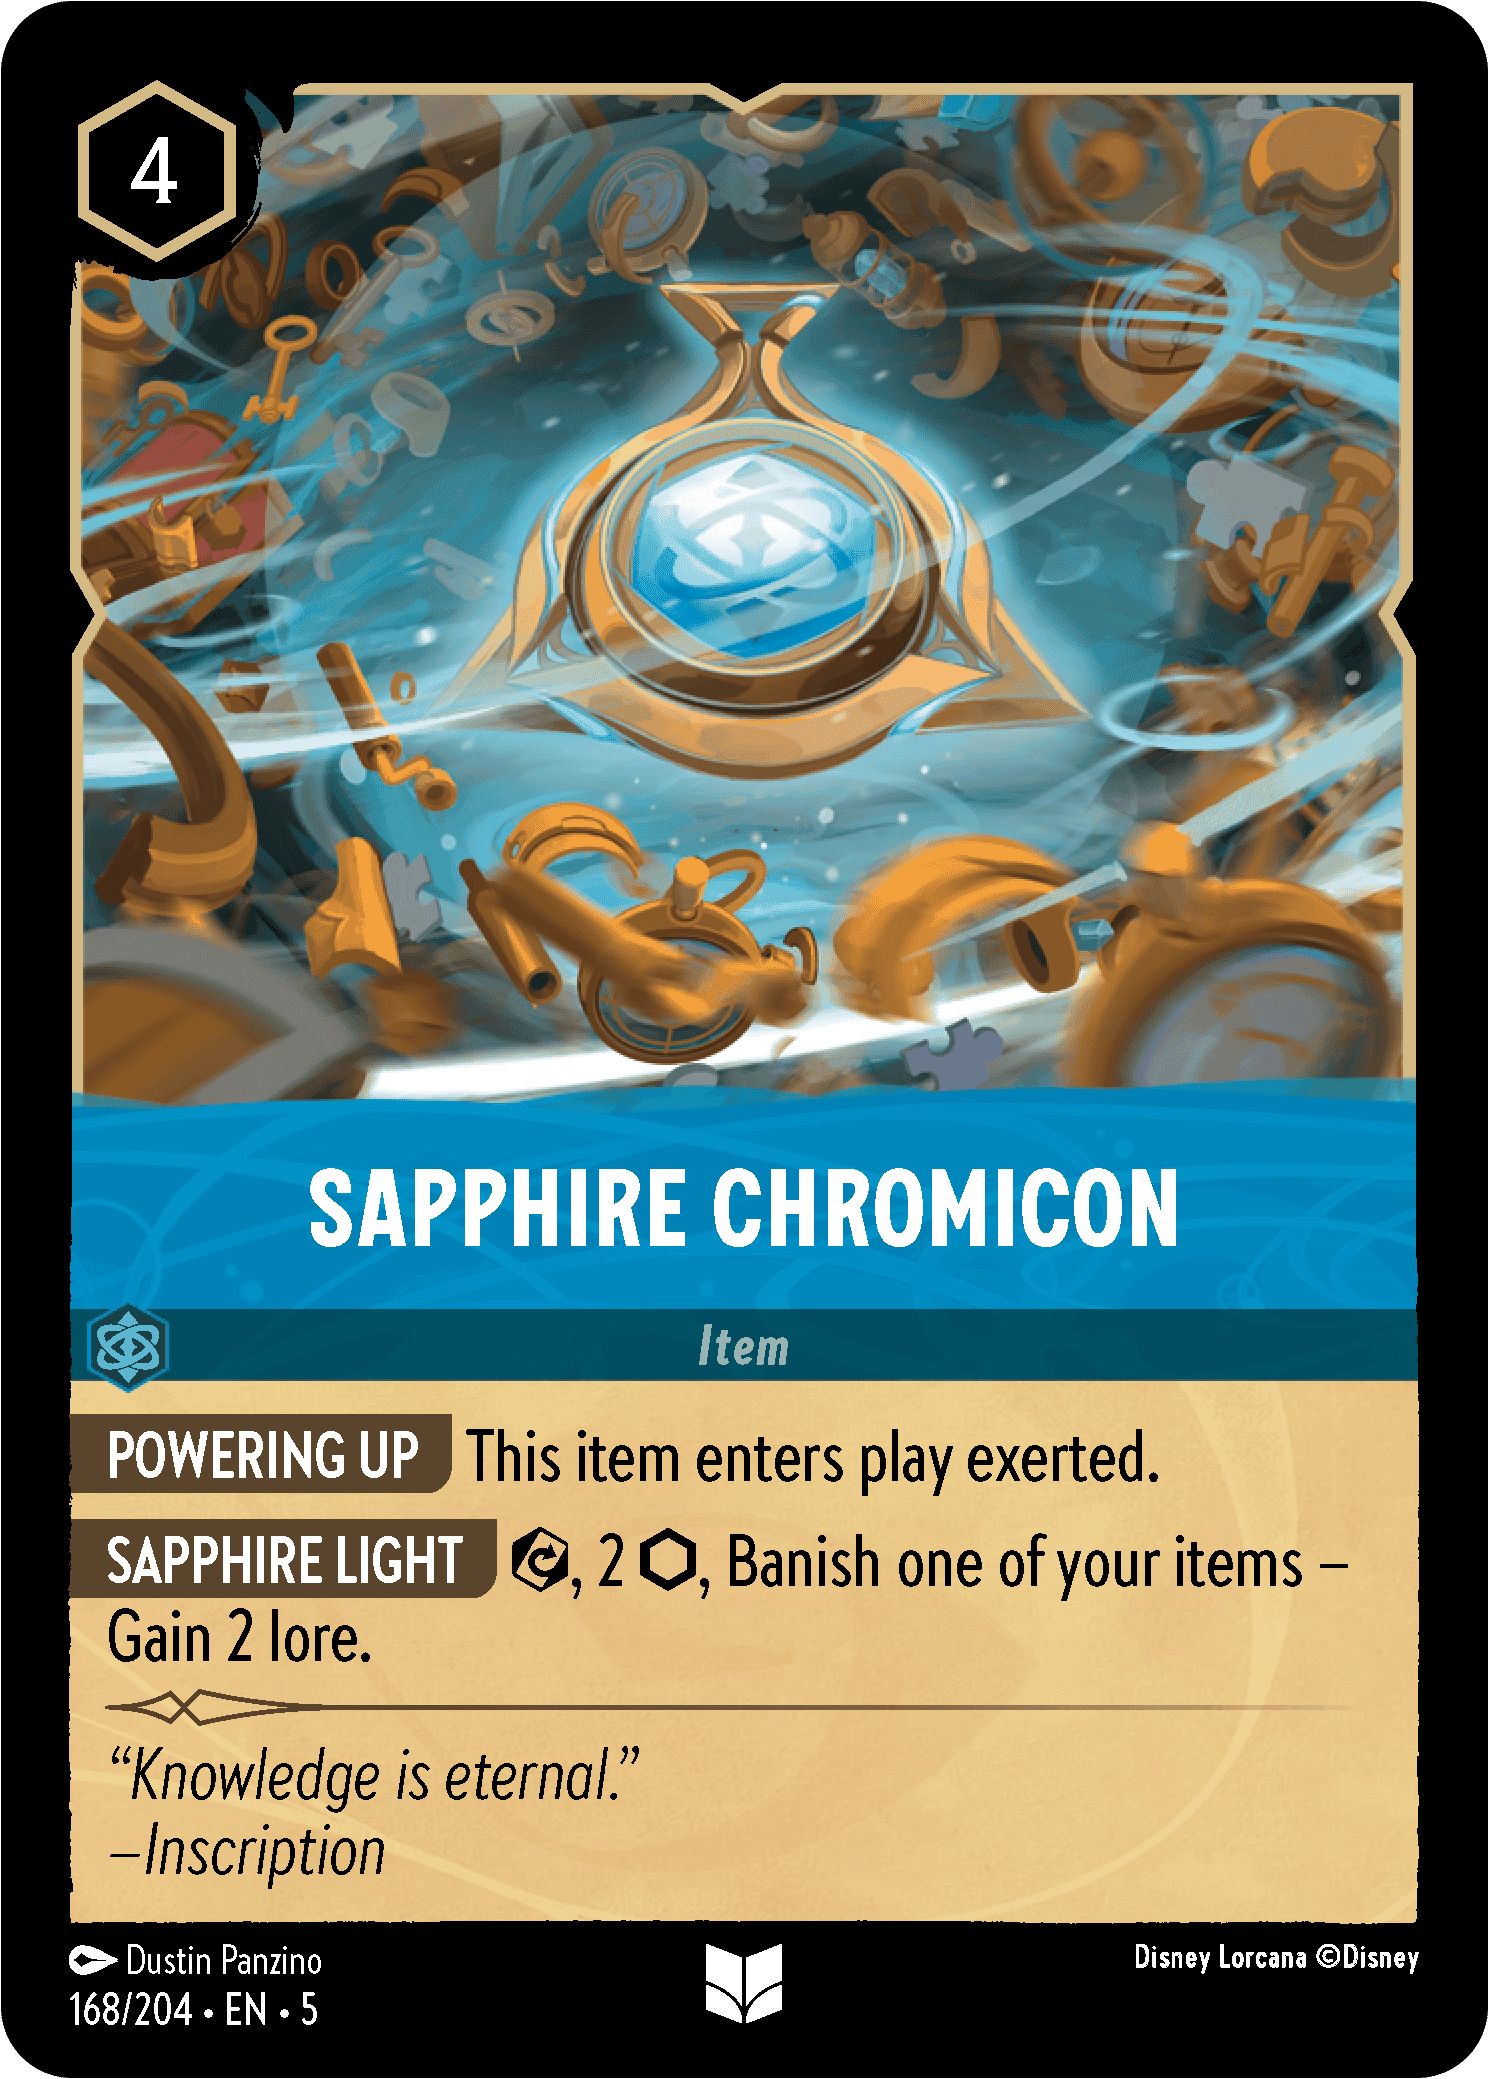 4
SAPPHIRE CHROMICON
Item
POWERING UP This item enters play exerted.
SAPPHIRE LIGHT , 2 , Banish one of your items –
Gain 2 lore.
“Knowledge is eternal.”
–Inscription
Dustin Panzino
Disney Lorcana ©Disney
168/204 • EN • 5